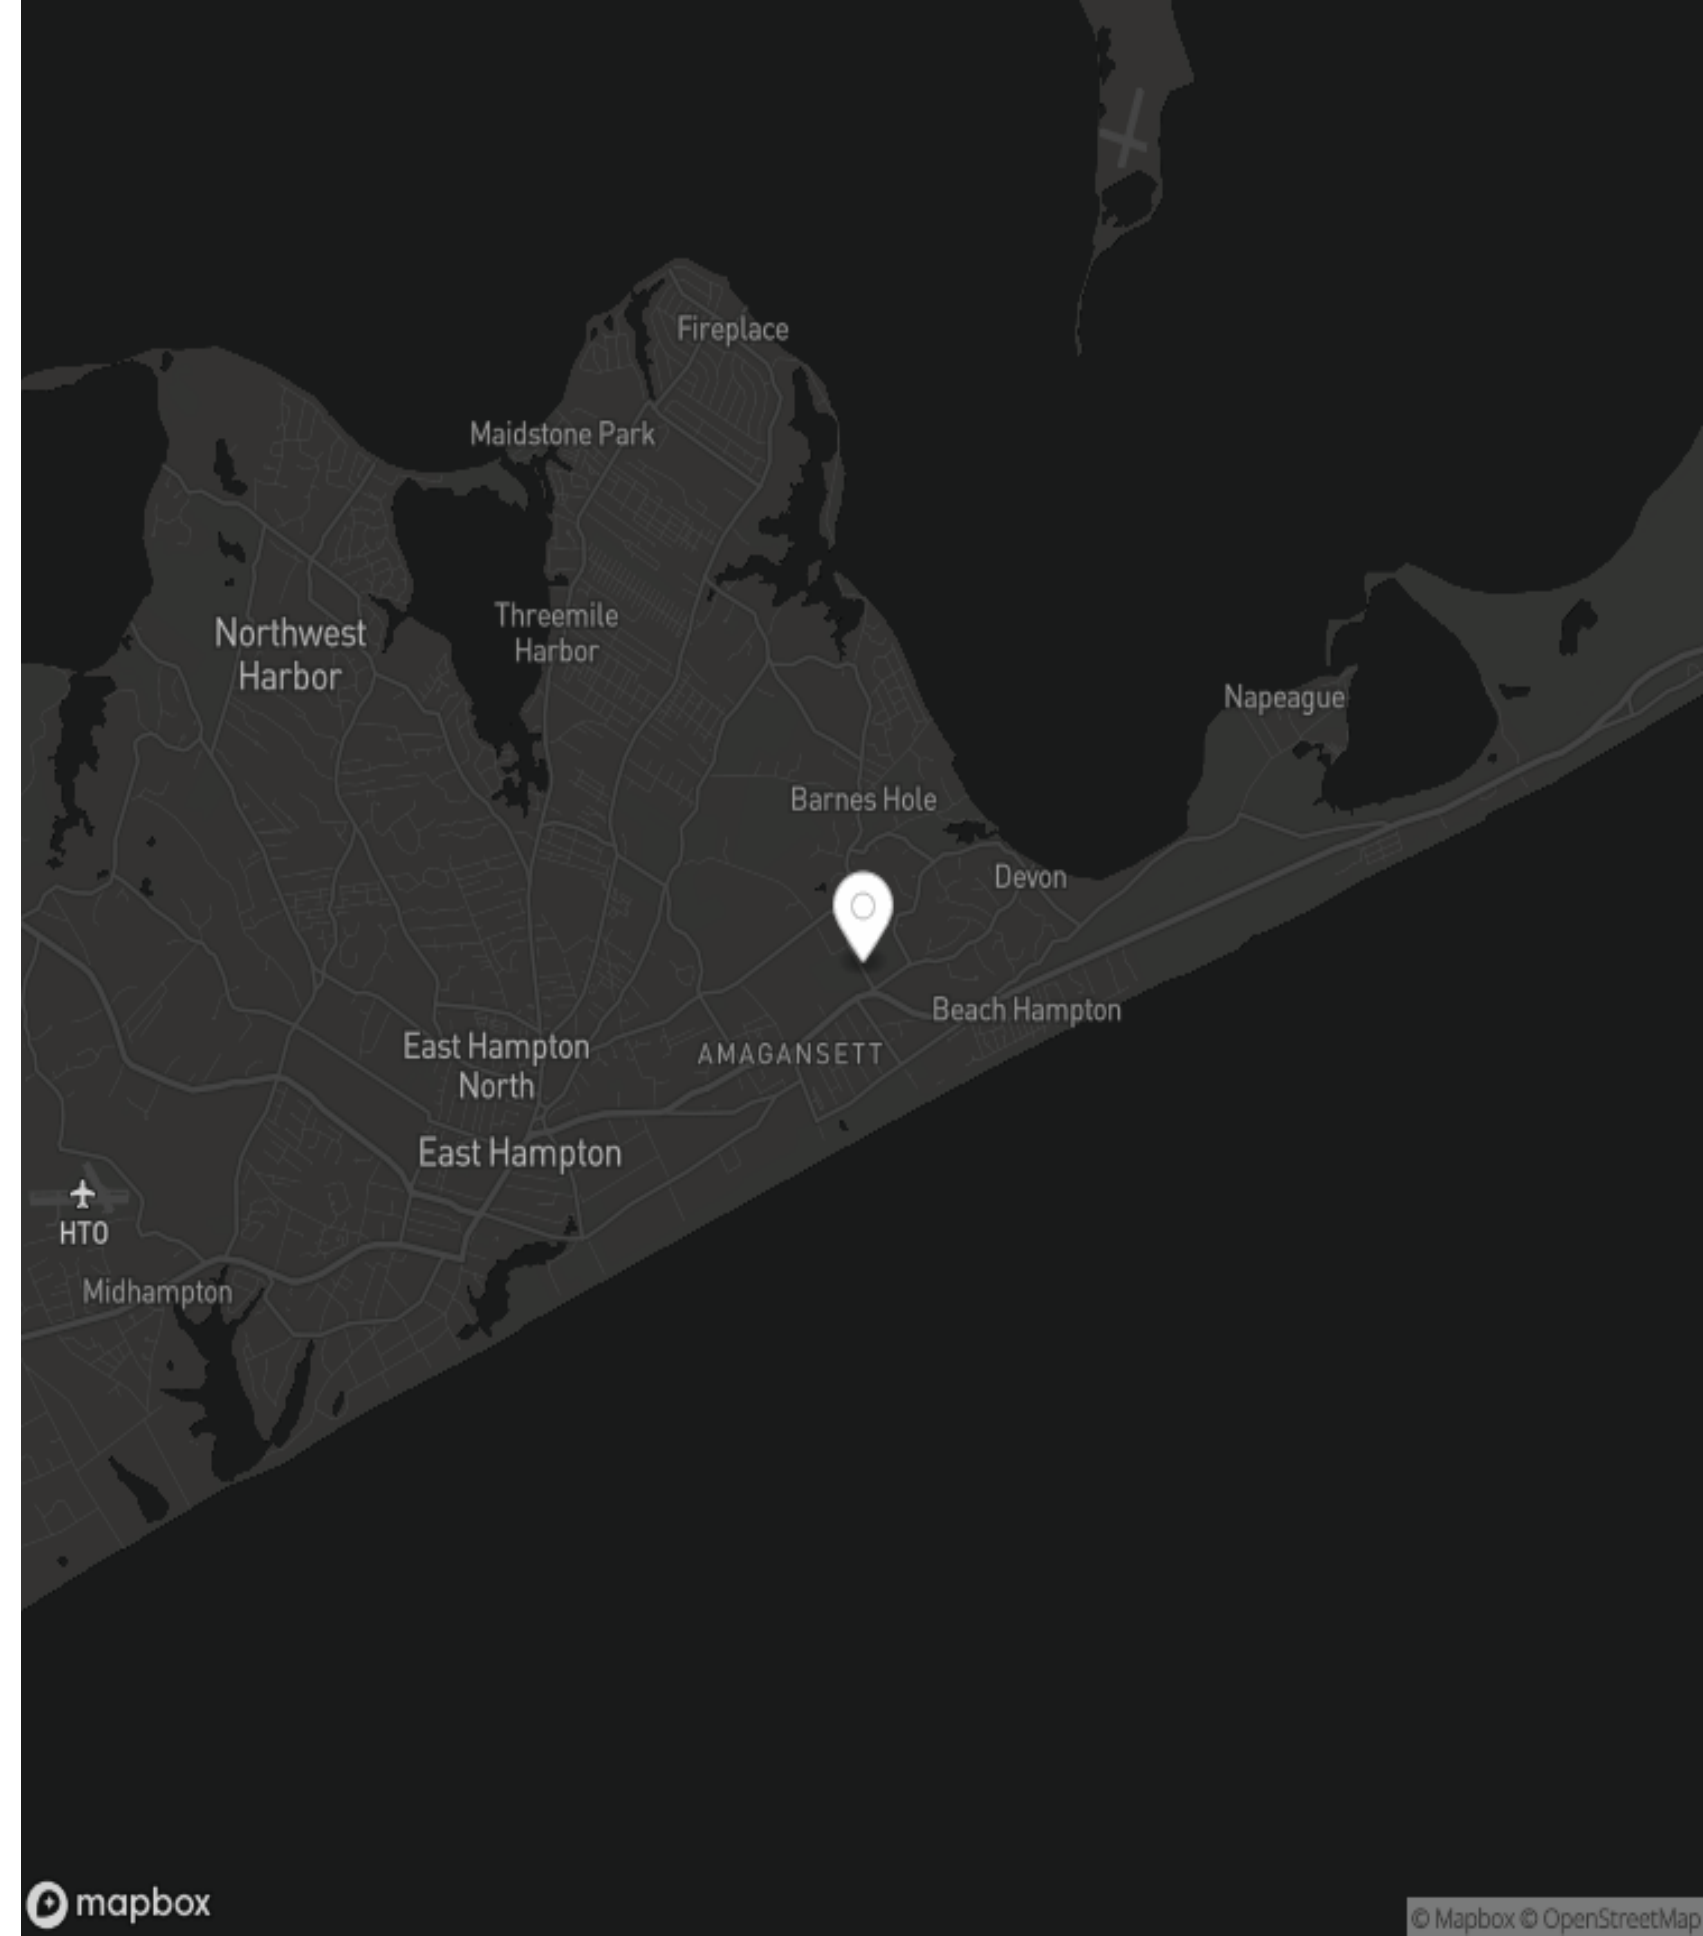 Fireplace
Maidstone Park
Threemile
Harbor
Northwest
Harbor
Napeague
Barnes Hole
Devon
Beach Hampton
AMAGANSETT
East Hampton
North
East Hampton
HTO
Midhampton
mapbox
© Mapbox © OpenStreetMap